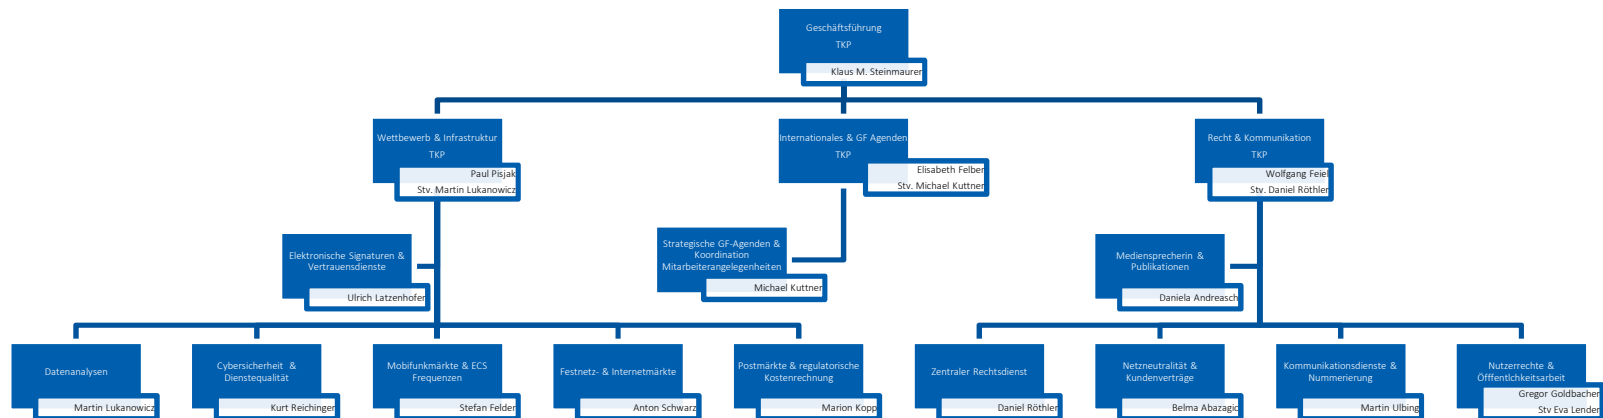 Geschäftsführung
TKP
Klaus M. Steinmaurer
Wettbewerb & Infrastruktur
TKP
Paul Pisjak
Stv. Martin Lukanowicz
Internationales & GF Agenden
TKP
Elisabeth Felber
Stv. Michael Kuttner
Recht & Kommunikation
TKP
Wolfgang Feiel
Stv. Daniel Röthler
Elektronische Signaturen &
Vertrauensdienste
Ulrich Latzenhofer
Strategische GF-Agenden &
Koordination
Mitarbeiterangelegenheiten
Michael Kuttner
Mediensprecherin &
Publikationen
Daniela Andreasch
Datenanalysen
Martin Lukanowicz
Cybersicherheit &
Dienstequalität
Kurt Reichinger
Mobifunkmärkte & ECS
Frequenzen
Stefan Felder
Festnetz- & Internetmärkte
Anton Schwarz
Postmärkte & regulatorische
Kostenrechnung
Marion Kopp
Zentraler Rechtsdienst
Daniel Röthler
Netzneutralität &
Kundenverträge
Belma Abazagic
Kommunikationsdienste &
Nummerierung
Martin Ulbing
Nutzerrechte &
Öfffentlchkeitsarbeit
Gregor Goldbacher
Stv Eva Lender